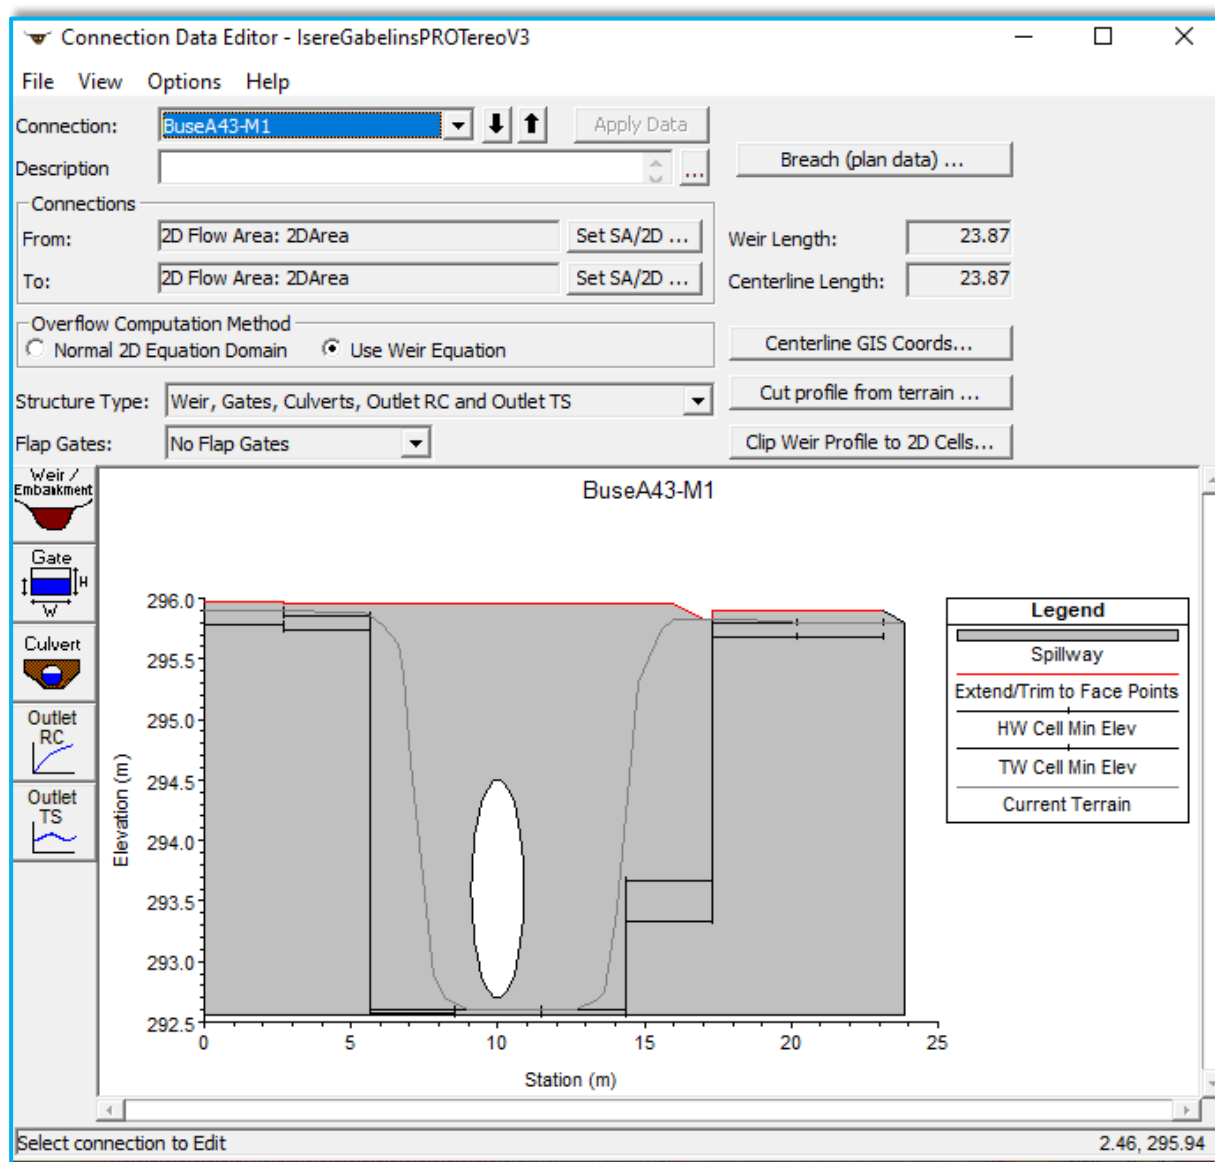 Connection Data Editor - IsereGabelinsPROTereoV3
File View Options Help
Connection: BuseA43-M1 Apply Data
Description ... Breach (plan data) ...
Connections
From: 2D Flow Area: 2DArea Set SA/2D ... Weir Length: 23.87
To: 2D Flow Area: 2DArea Set SA/2D ... Centerline Length: 23.87
Overflow Computation Method
Normal 2D Equation Domain Use Weir Equation Centerline GIS Coords...
Structure Type: Weir, Gates, Culverts, Outlet RC and Outlet TS Cut profile from terrain ...
Flap Gates: No Flap Gates Clip Weir Profile to 2D Cells...
Weir /
Embankment
Gate
H
W
Culvert
Outlet
RC
Outlet
TS
BuseA43-M1
296.0
295.5
295.0
294.5
294.0
293.5
293.0
292.5
Elevation (m)
0 5 10 15 20 25
Station (m)
Legend
Spillway
Extend/Trim to Face Points
HW Cell Min Elev
TW Cell Min Elev
Current Terrain
Select connection to Edit 2.46, 295.94